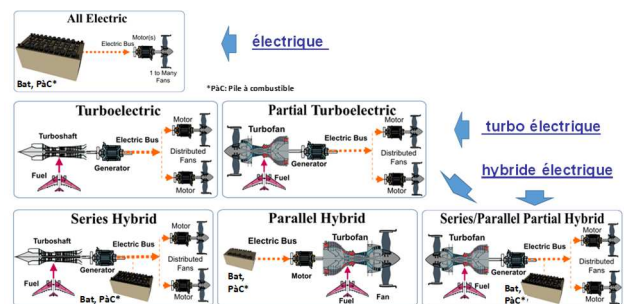 All Electric
Motor(s)
Electric Bus
1 to Many
Fans
Bat, PàC*
électrique
*PàC: Pile à combustible
Turboelectric
Motor
Turboshaft
Electric Bus
Distributed
Fans
Generator
Fuel
Motor
Partial Turboelectric
Motor
Turbofan
Electric Bus
Distributed
Fans
Generator
Fuel
Motor
turbo électrique
hybride électrique
Series Hybrid
Motor
Turboshaft
Electric Bus
Distributed
Fans
Generator
Fuel
Bat, PàC*
Motor
Parallel Hybrid
Electric Bus
Turbofan
Bat,
PàC*
Motor
Fuel
Fan
Series/Parallel Partial Hybrid
Motor
Turbofan
Electric Bus
Distributed
Fans
Generator
Fuel
Bat,
PàC*
Motor